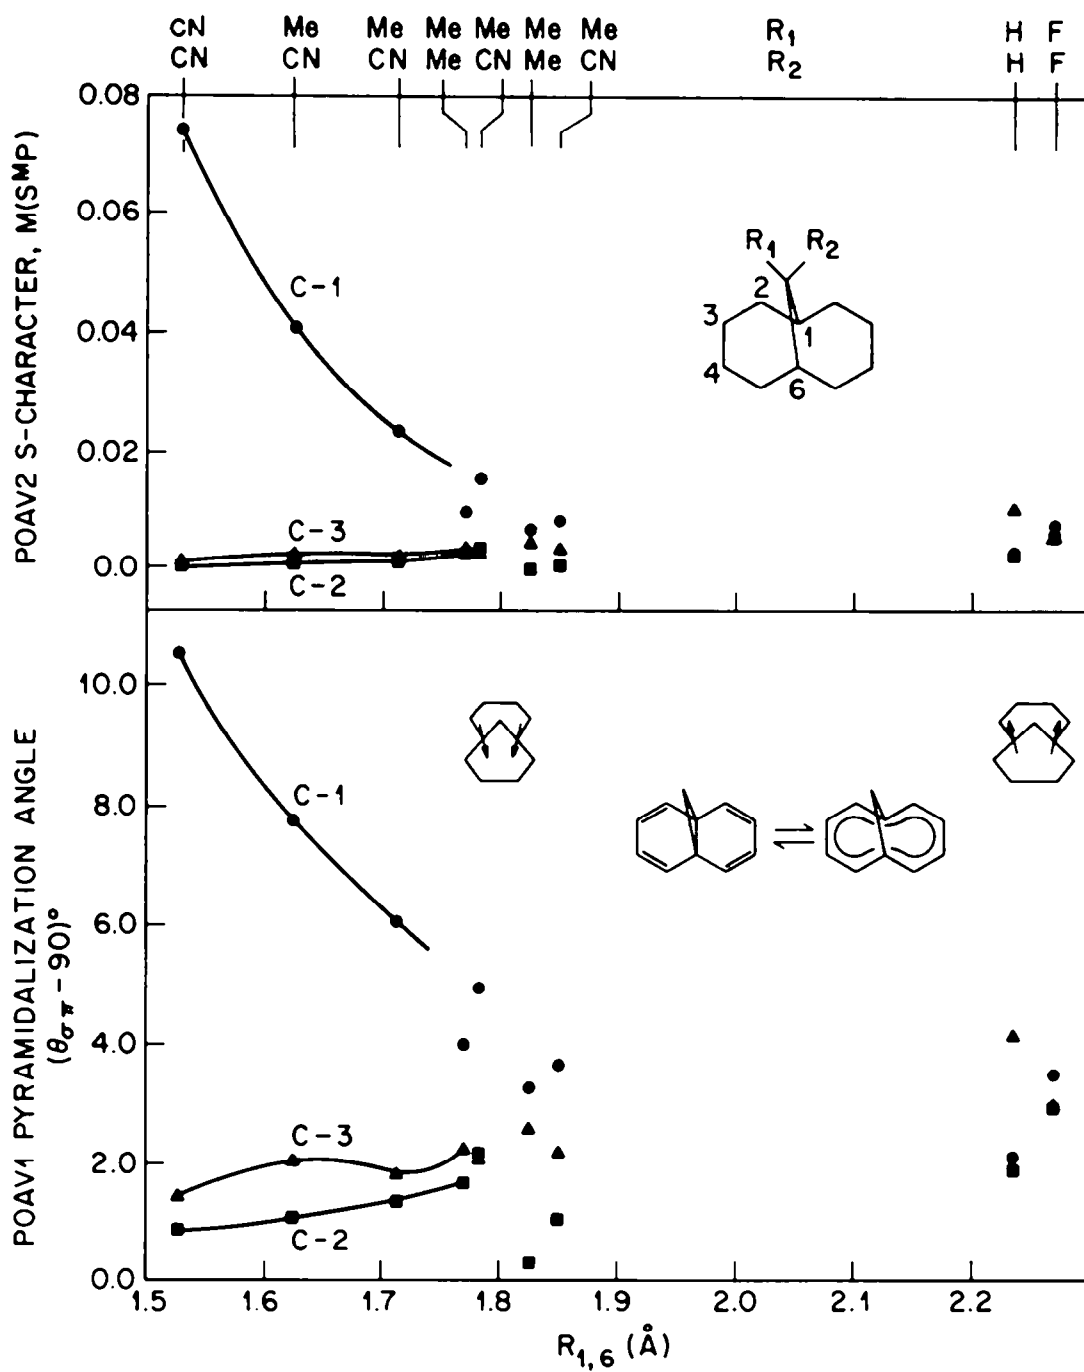 CN Me Me Me Me Me Me R1 H F
CN CN CN Me CN Me CN R2 H F
POAV2 S-CHARACTER, M(S^M P)
0.08
0.06
0.04
0.02
0.0
C-1
C-3
C-2
R1 R2
2
3
1
4
6
POAV1 PYRAMIDALIZATION ANGLE
(θσπ - 90)°
10.0
8.0
6.0
4.0
2.0
0.0
C-1
C-3
C-2
1.5 1.6 1.7 1.8 1.9 2.0 2.1 2.2
R1,6 (Å)